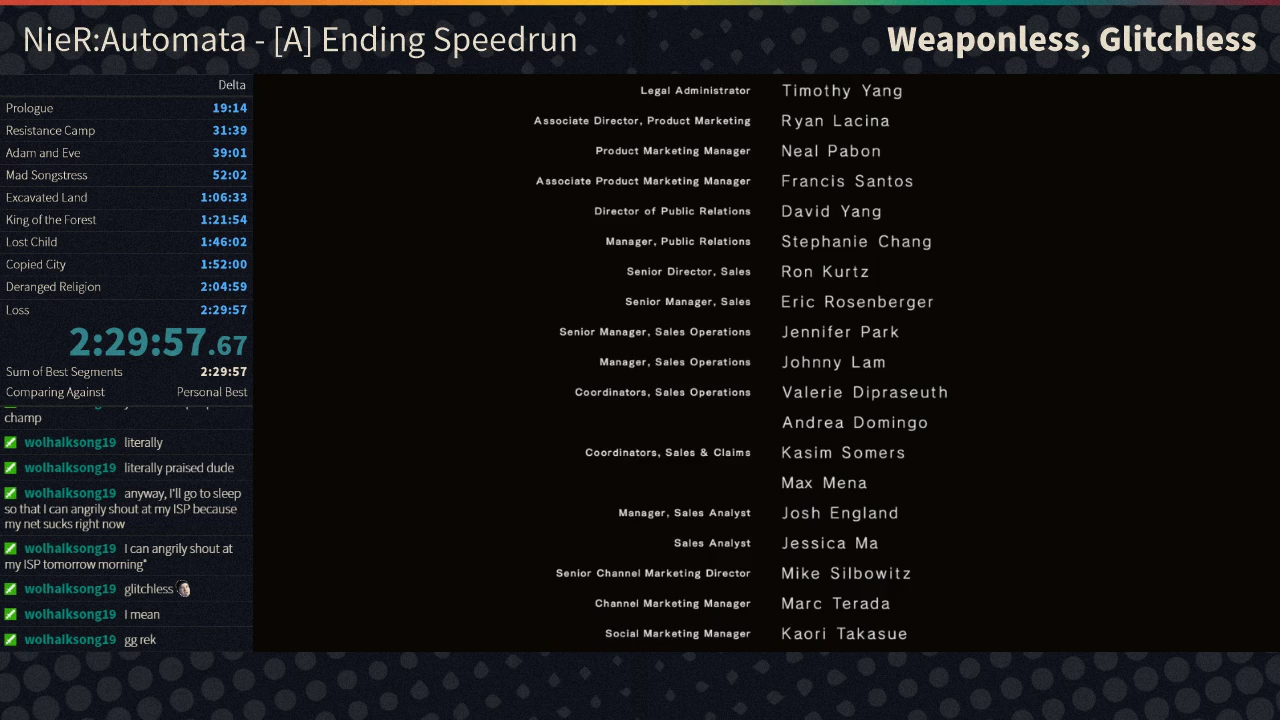 NieR:Automata - [A] Ending Speedrun
Weaponless, Glitchless
Delta
Prologue 19:14
Resistance Camp 31:39
Adam and Eve 39:01
Mad Songstress 52:02
Excavated Land 1:06:33
King of the Forest 1:21:54
Lost Child 1:46:02
Copied City 1:52:00
Deranged Religion 2:04:59
Loss 2:29:57
2:29:57.67
Sum of Best Segments 2:29:57
Comparing Against Personal Best
champ
wolhaiksong19 literally
wolhaiksong19 literally praised dude
wolhaiksong19 anyway, I'll go to sleep
so that I can angrily shout at my ISP because
my net sucks right now
wolhaiksong19 I can angrily shout at
my ISP tomorrow morning*
wolhaiksong19 glitchless
wolhaiksong19 I mean
wolhaiksong19 gg rek
Legal Administrator Timothy Yang
Associate Director, Product Marketing Ryan Lacina
Product Marketing Manager Neal Pabon
Associate Product Marketing Manager Francis Santos
Director of Public Relations David Yang
Manager, Public Relations Stephanie Chang
Senior Director, Sales Ron Kurtz
Senior Manager, Sales Eric Rosenberger
Senior Manager, Sales Operations Jennifer Park
Manager, Sales Operations Johnny Lam
Coordinators, Sales Operations Valerie Dipraseuth
Andrea Domingo
Coordinators, Sales & Claims Kasim Somers
Max Mena
Manager, Sales Analyst Josh England
Sales Analyst Jessica Ma
Senior Channel Marketing Director Mike Silbowitz
Channel Marketing Manager Marc Terada
Social Marketing Manager Kaori Takasue